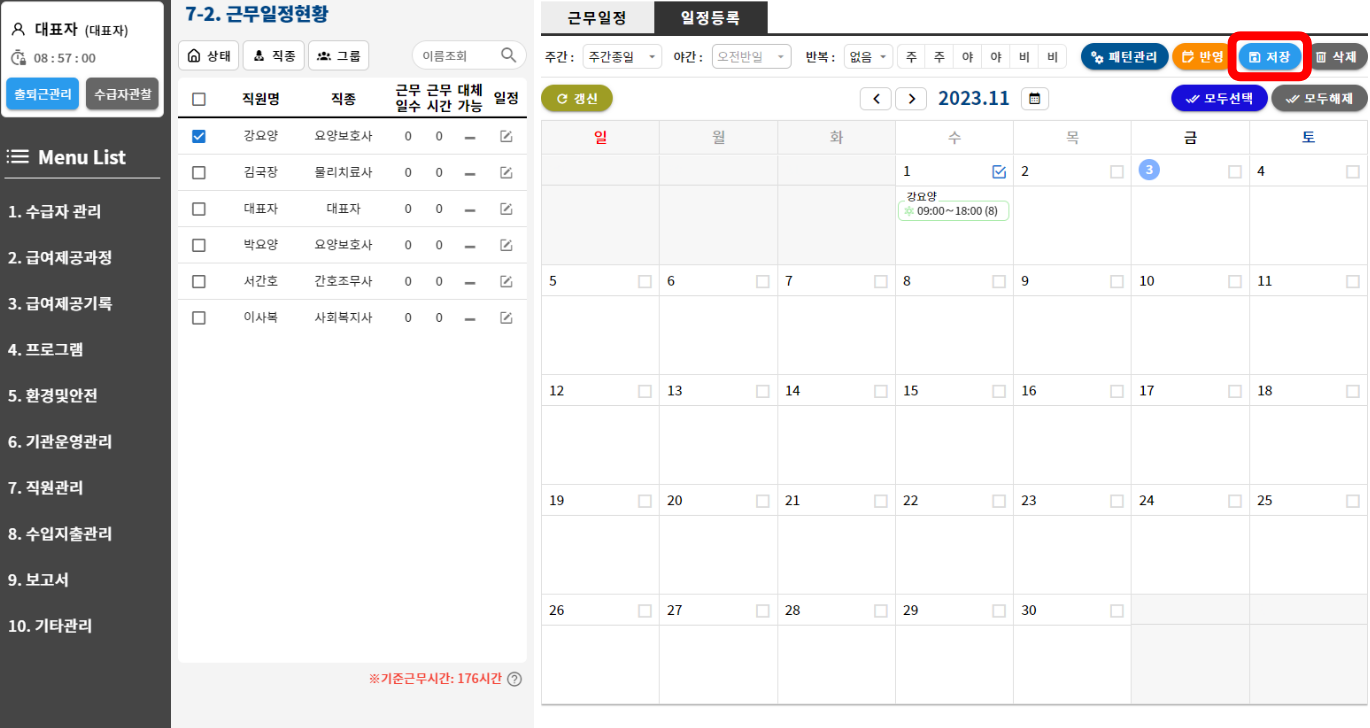 대표자 (대표자)
08 : 57 : 00
출퇴근관리 수급자관찰
Menu List
1. 수급자 관리
2. 급여제공과정
3. 급여제공기록
4. 프로그램
5. 환경및안전
6. 기관운영관리
7. 직원관리
8. 수입지출관리
9. 보고서
10. 기타관리
7-2. 근무일정현황
상태 직종 그룹 이름조회
직원명 직종 근무일수 근무시간 대체가능 일정
강요양 요양보호사 0 0 –
김국장 물리치료사 0 0 –
대표자 대표자 0 0 –
박요양 요양보호사 0 0 –
서간호 간호조무사 0 0 –
이사복 사회복지사 0 0 –
※기준근무시간: 176시간 ?
근무일정 일정등록
주간 : 주간종일 야간 : 오전반일 반복 : 없음 주 주 야 야 비 비 패턴관리 반영 저장 삭제
갱신 < > 2023.11 모두선택 모두해제
일 월 화 수 목 금 토
1 2 3 4
강요양
09:00~18:00 (8)
5 6 7 8 9 10 11
12 13 14 15 16 17 18
19 20 21 22 23 24 25
26 27 28 29 30